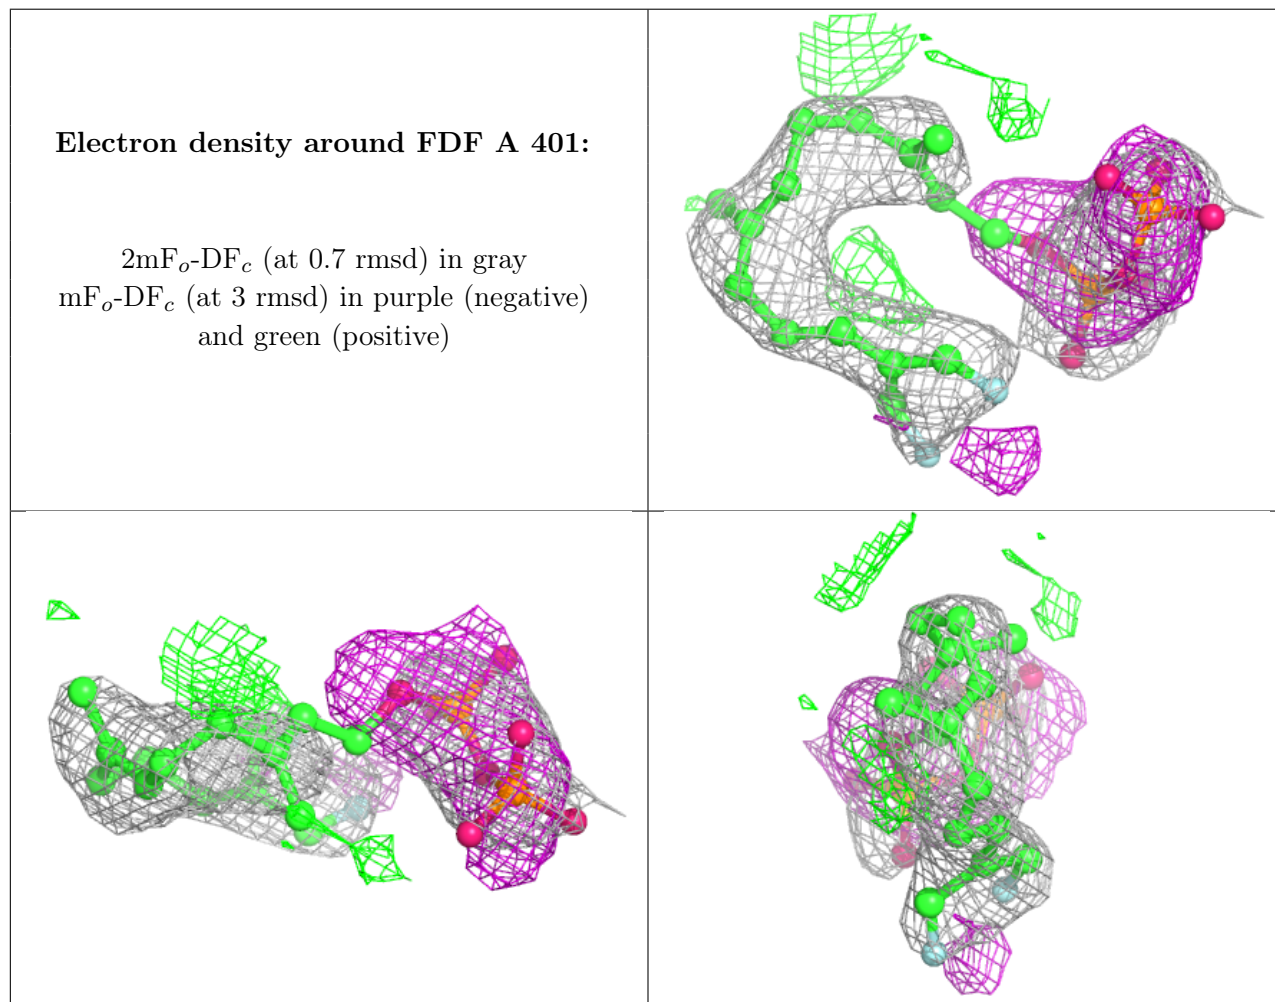 Electron density around FDF A 401:
2mFo-DFc (at 0.7 rmsd) in gray
mFo-DFc (at 3 rmsd) in purple (negative)
and green (positive)